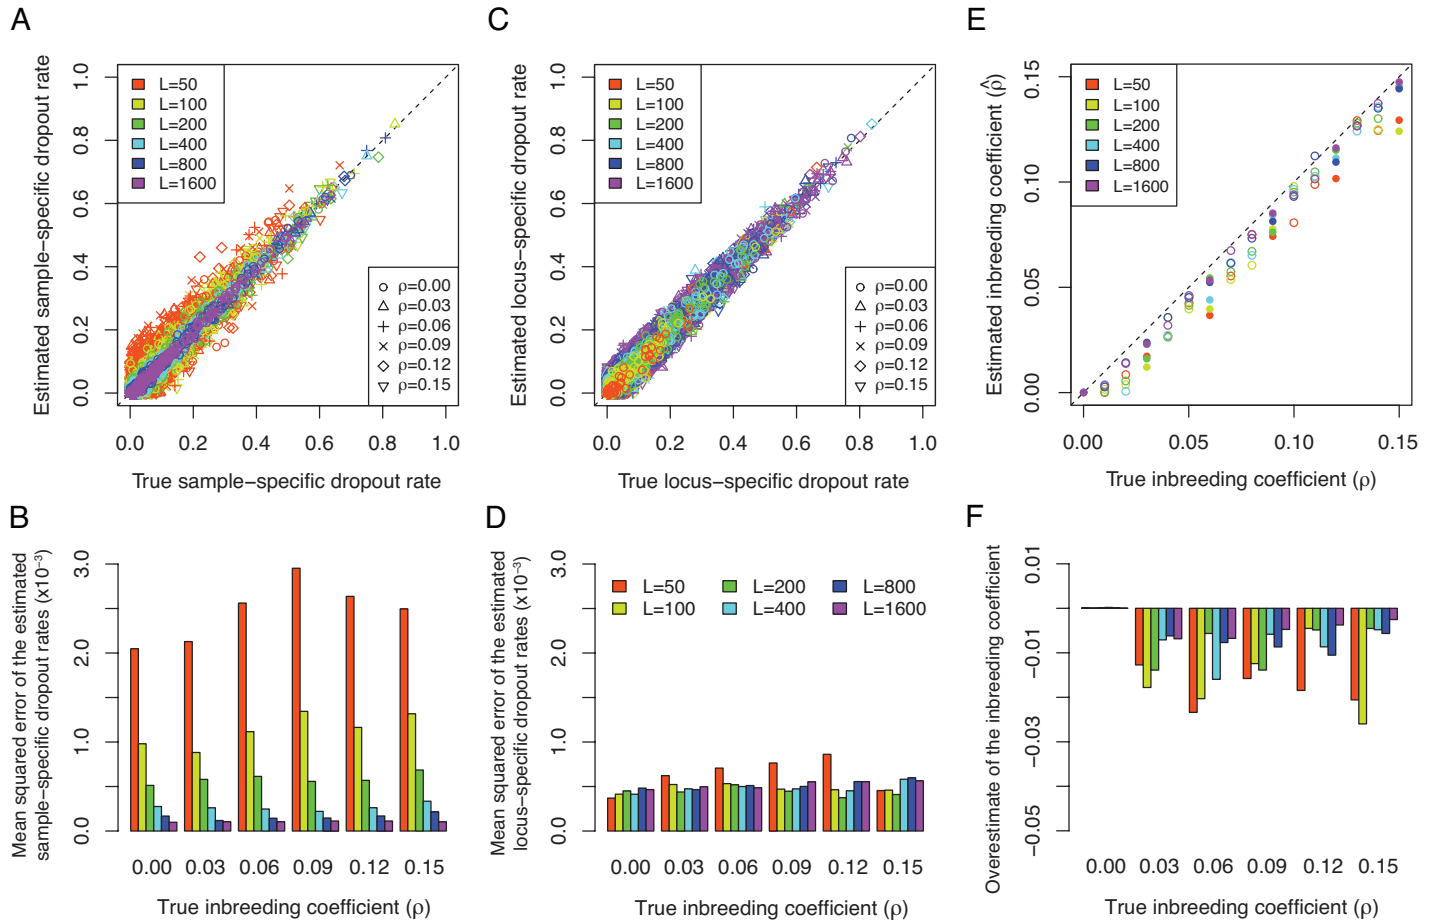 A
Estimated sample−specific dropout rate
1.0
0.8
0.6
0.4
0.2
0.0
L=50
L=100
L=200
L=400
L=800
L=1600
ρ=0.00
ρ=0.03
ρ=0.06
ρ=0.09
ρ=0.12
ρ=0.15
0.0 0.2 0.4 0.6 0.8 1.0
True sample−specific dropout rate
C
Estimated locus−specific dropout rate
1.0
0.8
0.6
0.4
0.2
0.0
L=50
L=100
L=200
L=400
L=800
L=1600
ρ=0.00
ρ=0.03
ρ=0.06
ρ=0.09
ρ=0.12
ρ=0.15
0.0 0.2 0.4 0.6 0.8 1.0
True locus−specific dropout rate
E
Estimated inbreeding coefficient (ρ̂)
0.15
0.10
0.05
0.00
L=50
L=100
L=200
L=400
L=800
L=1600
0.00 0.05 0.10 0.15
True inbreeding coefficient (ρ)
B
Mean squared error of the estimated
sample−specific dropout rates (x10⁻³)
3.0
2.0
1.0
0.0
0.00 0.03 0.06 0.09 0.12 0.15
True inbreeding coefficient (ρ)
D
Mean squared error of the estimated
locus−specific dropout rates (x10⁻³)
3.0
2.0
1.0
0.0
L=50 L=200 L=800
L=100 L=400 L=1600
0.00 0.03 0.06 0.09 0.12 0.15
True inbreeding coefficient (ρ)
F
Overestimate of the inbreeding coefficient
0.01
−0.01
−0.03
−0.05
0.00 0.03 0.06 0.09 0.12 0.15
True inbreeding coefficient (ρ)